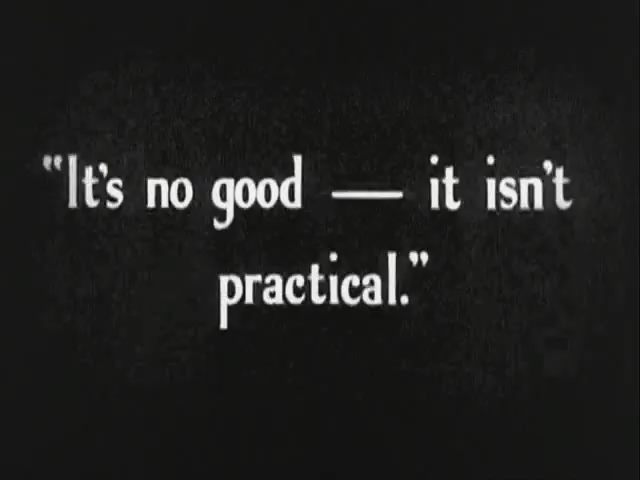 “It's no good — it isn't
practical.”